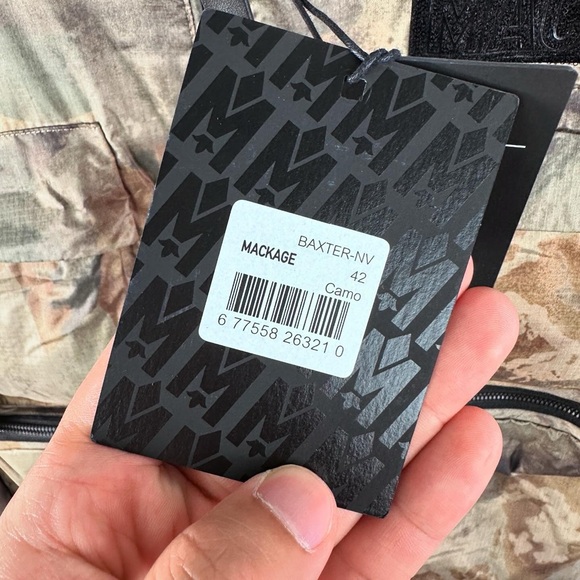 BAXTER-NV
MACKAGE
42
Camo
6 77558 26321 0